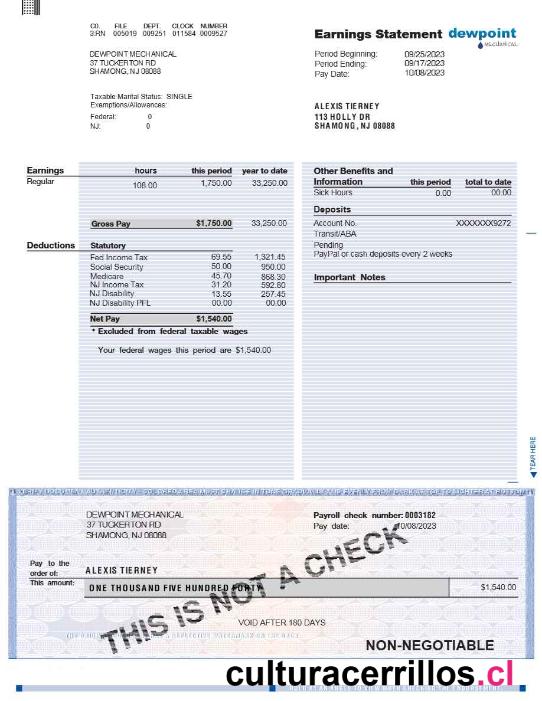 CO. FILE DEPT. CLOCK NUMBER
3RN 005019 009251 011584 0009527
Earnings Statement dewpoint
MECHANICAL
DEWPOINT MECHANICAL
37 TUCKERTON RD
SHAMONG, NJ 08088
Period Beginning: 09/25/2023
Period Ending: 09/17/2023
Pay Date: 10/08/2023
Taxable Marital Status: SINGLE
Exemptions/Allowances:
Federal: 0
NJ: 0
ALEXIS TIERNEY
113 HOLLY DR
SHAMONG, NJ 08088
Earnings hours this period year to date
Regular 108.00 1,750.00 33,250.00
Gross Pay $1,750.00 33,250.00
Deductions Statutory
Fed Income Tax 69.55 1,321.45
Social Security 50.00 950.00
Medicare 45.70 868.30
NJ Income Tax 31.20 592.80
NJ Disability 13.55 257.45
NJ Disability PFL 00.00 00.00
Net Pay $1,540.00
* Excluded from federal taxable wages
Your federal wages this period are $1,540.00
Other Benefits and
Information this period total to date
Sick Hours 0.00 00.00
Deposits
Account No. XXXXXXX9272
Transit/ABA
Pending
PayPal or cash deposits every 2 weeks
Important Notes
TEAR HERE
DEWPOINT MECHANICAL
37 TUCKERTON RD
SHAMONG, NJ 08088
Payroll check number: 0003182
Pay date: 10/08/2023
Pay to the
order of: ALEXIS TIERNEY
This amount: ONE THOUSAND FIVE HUNDRED FORTY $1,540.00
THIS IS NOT A CHECK
VOID AFTER 180 DAYS
NON-NEGOTIABLE
culturacerrillos.cl